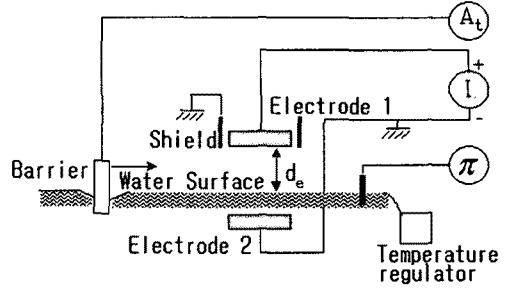 A_t
+
I
-
Electrode 1
Shield
Barrier
Water Surface
d_e
π
Electrode 2
Temperature
regulator